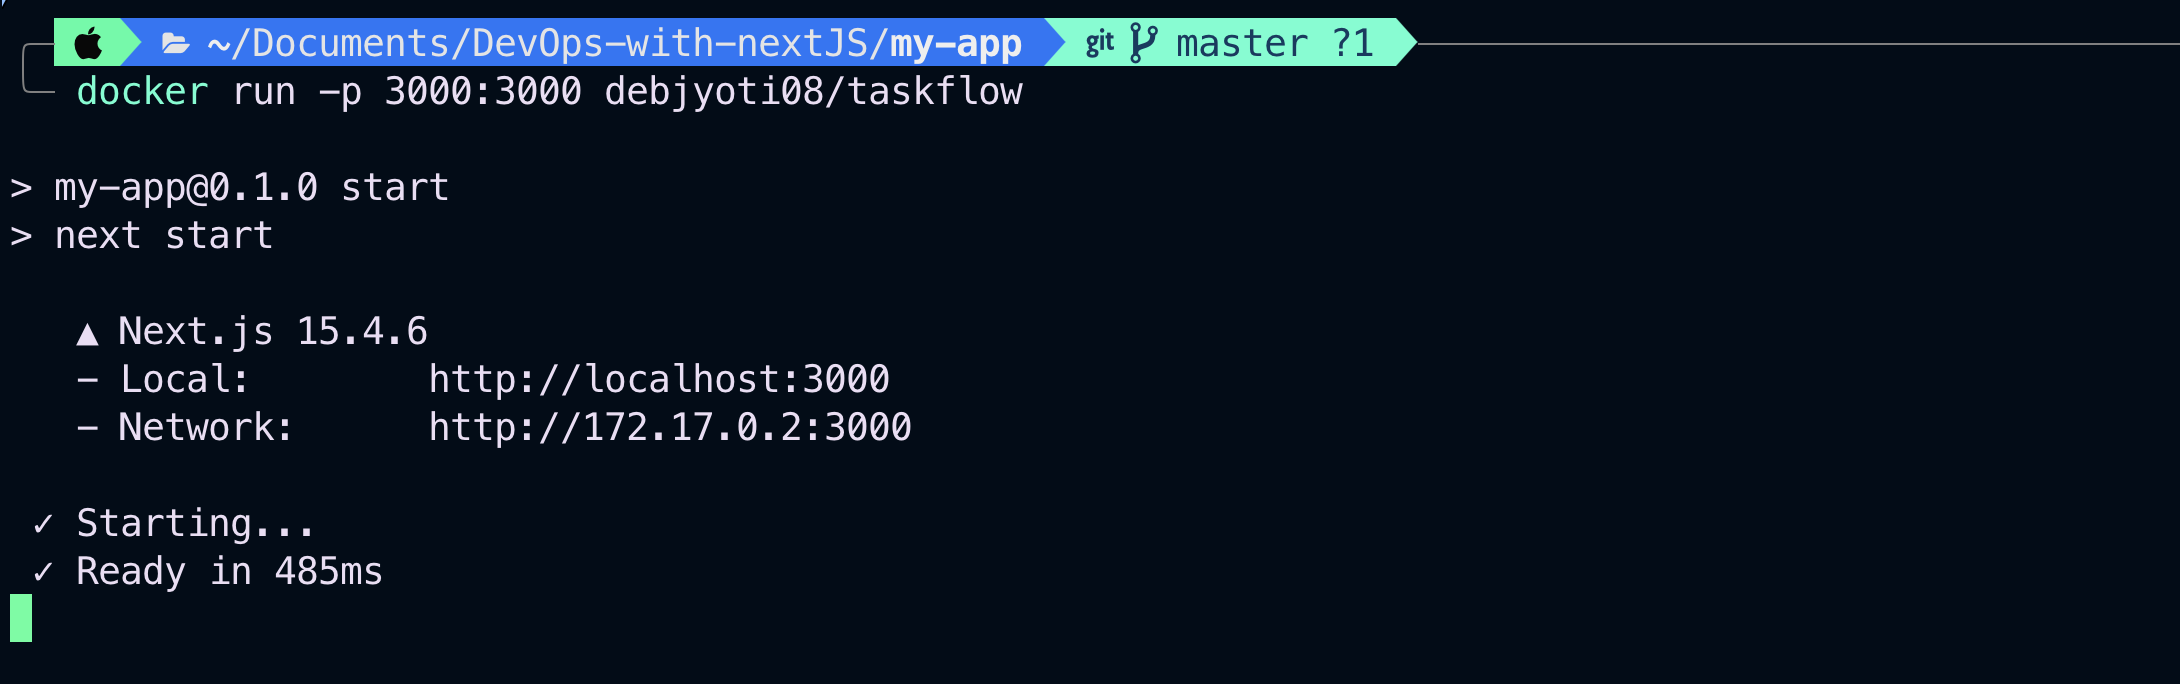 ~/Documents/DevOps-with-nextJS/my-app git master ?1
docker run -p 3000:3000 debjyoti08/taskflow
> my-app@0.1.0 start
> next start
▲ Next.js 15.4.6
- Local: http://localhost:3000
- Network: http://172.17.0.2:3000
✓ Starting...
✓ Ready in 485ms